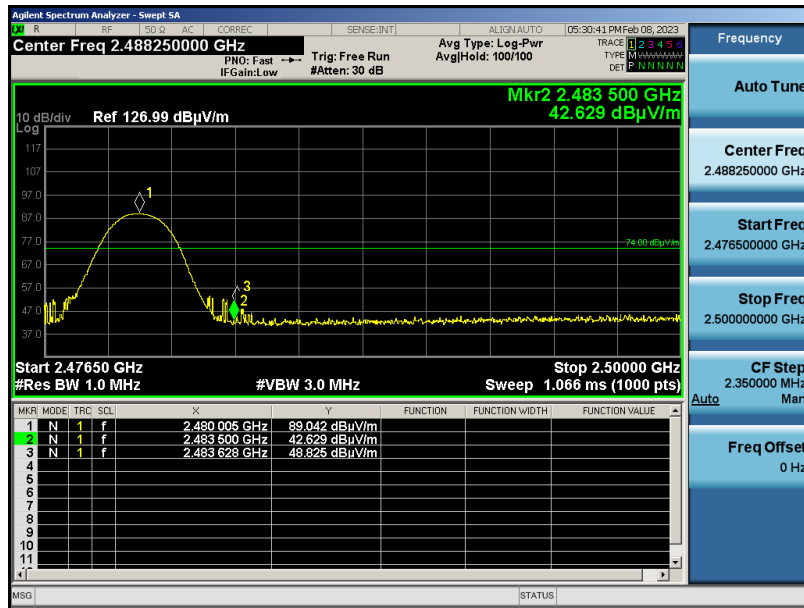 Agilent Spectrum Analyzer - Swept SA
LXI R RF 50 Ω AC CORREC SENSE:INT ALIGN AUTO 05:30:41 PM Feb 08, 2023
Center Freq 2.488250000 GHz
Avg Type: Log-Pwr
TRACE 1 2 3 4 5 6
PNO: Fast
Trig: Free Run
Avg|Hold: 100/100
TYPE M
IFGain:Low
#Atten: 30 dB
DET P N N N N N
Mkr2 2.483 500 GHz
42.629 dBµV/m
10 dB/div Ref 126.99 dBµV/m
Log
117
107
97.0
87.0
77.0
67.0
57.0
47.0
37.0
1
74.00 dBµV/m
3
2
Start 2.47650 GHz Stop 2.50000 GHz
#Res BW 1.0 MHz #VBW 3.0 MHz Sweep 1.066 ms (1000 pts)
MKR MODE TRC SCL X Y FUNCTION FUNCTION WIDTH FUNCTION VALUE
1 N 1 f 2.480 005 GHz 89.042 dBµV/m
2 N 1 f 2.483 500 GHz 42.629 dBµV/m
3 N 1 f 2.483 628 GHz 48.825 dBµV/m
4
5
6
7
8
9
10
11
MSG STATUS
Frequency
Auto Tune
Center Freq
2.488250000 GHz
Start Freq
2.476500000 GHz
Stop Freq
2.500000000 GHz
CF Step
2.350000 MHz
Auto Man
Freq Offset
0 Hz